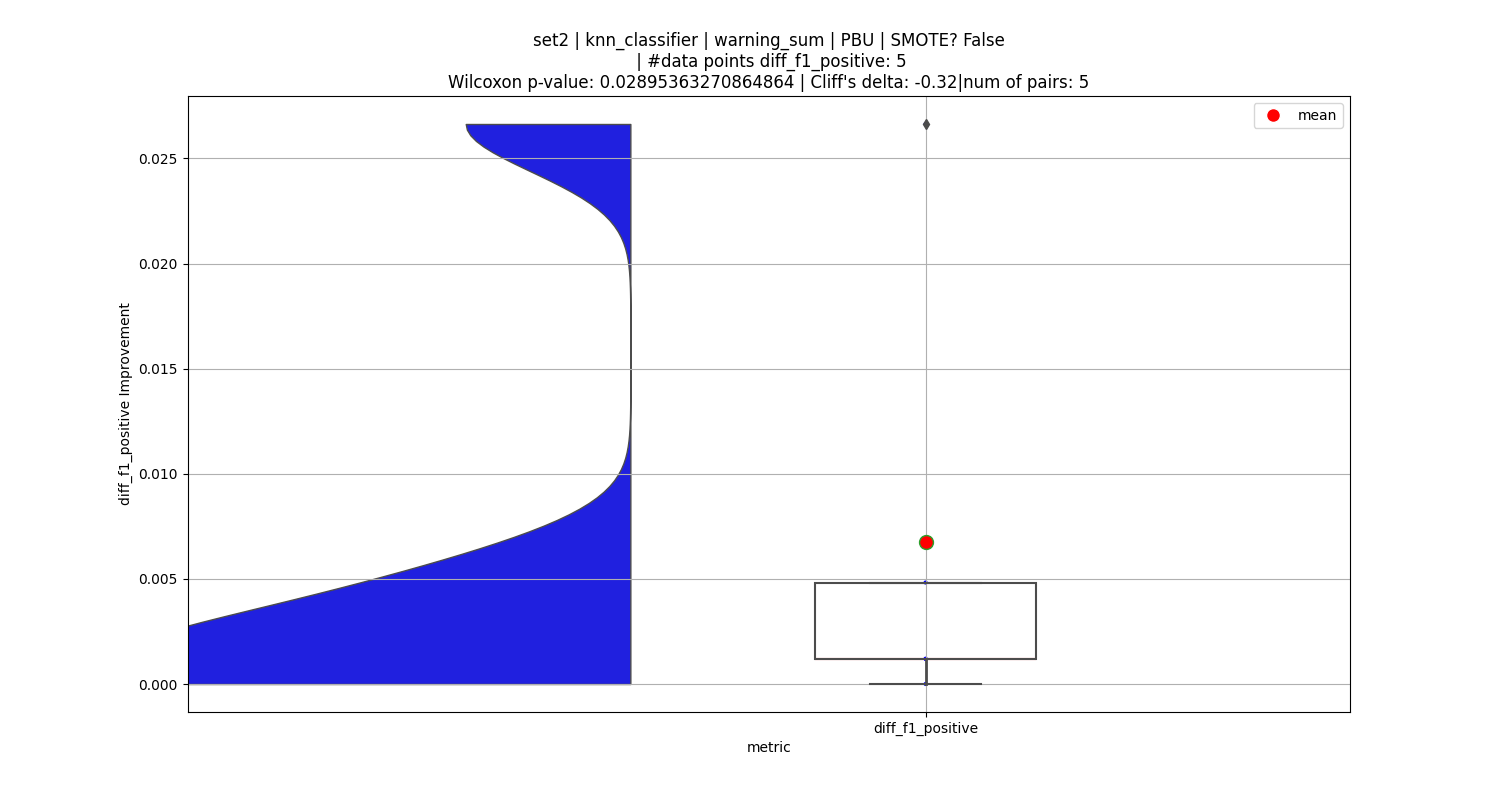 set2 | knn_classifier | warning_sum | PBU | SMOTE? False
| #data points diff_f1_positive: 5
Wilcoxon p-value: 0.02895363270864864 | Cliff's delta: -0.32|num of pairs: 5
mean
0.025
0.020
0.015
0.010
0.005
0.000
diff_f1_positive Improvement
diff_f1_positive
metric